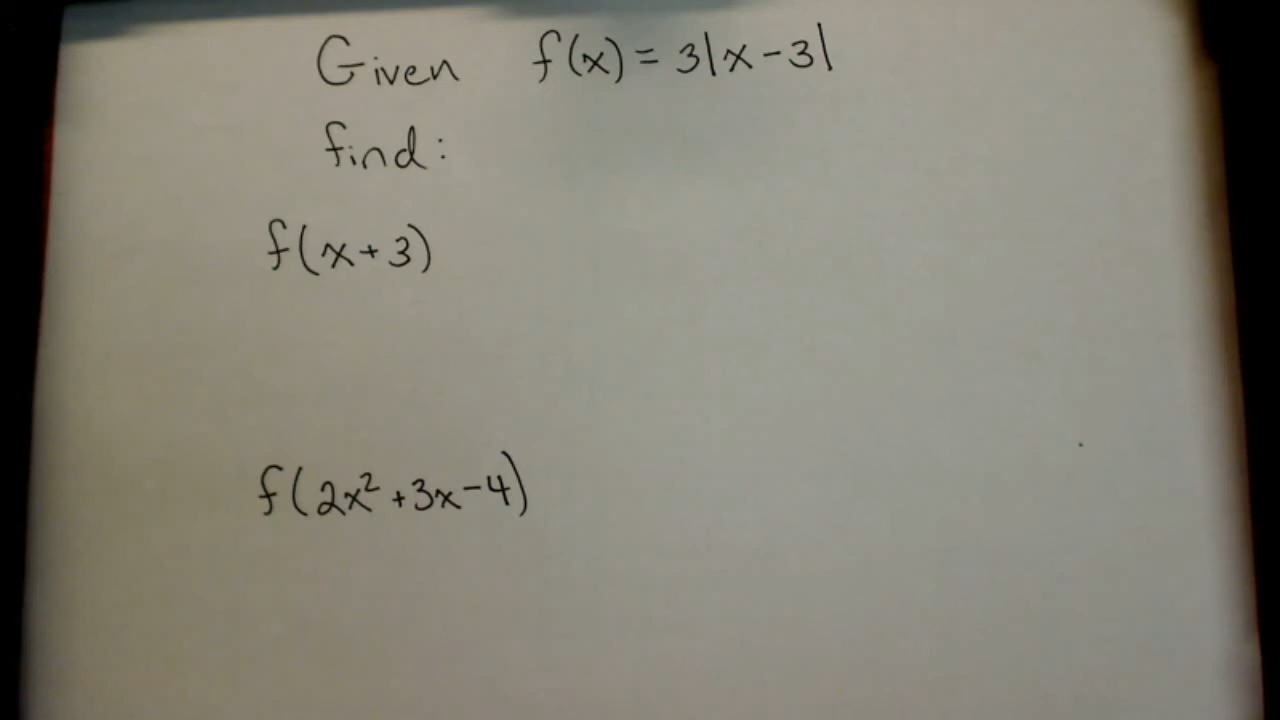 Given f(x) = 3|x-3|
find:
f(x+3)
f(2x²+3x-4)